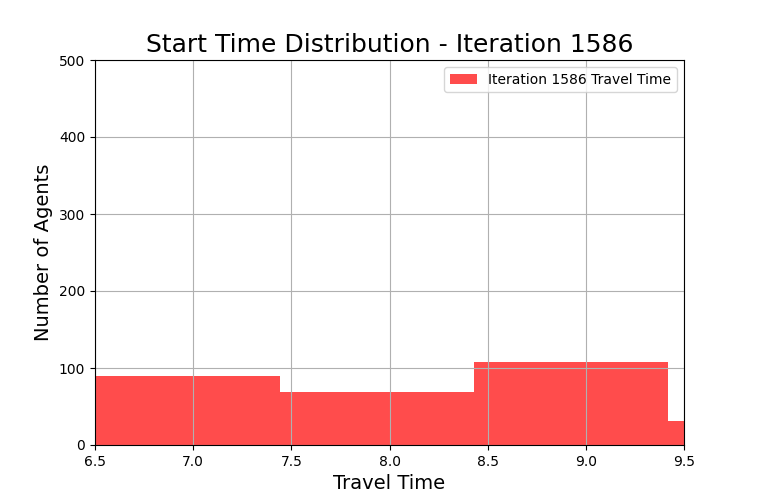 Start Time Distribution - Iteration 1586
Iteration 1586 Travel Time
Number of Agents
500
400
300
200
100
0
6.5 7.0 7.5 8.0 8.5 9.0 9.5
Travel Time